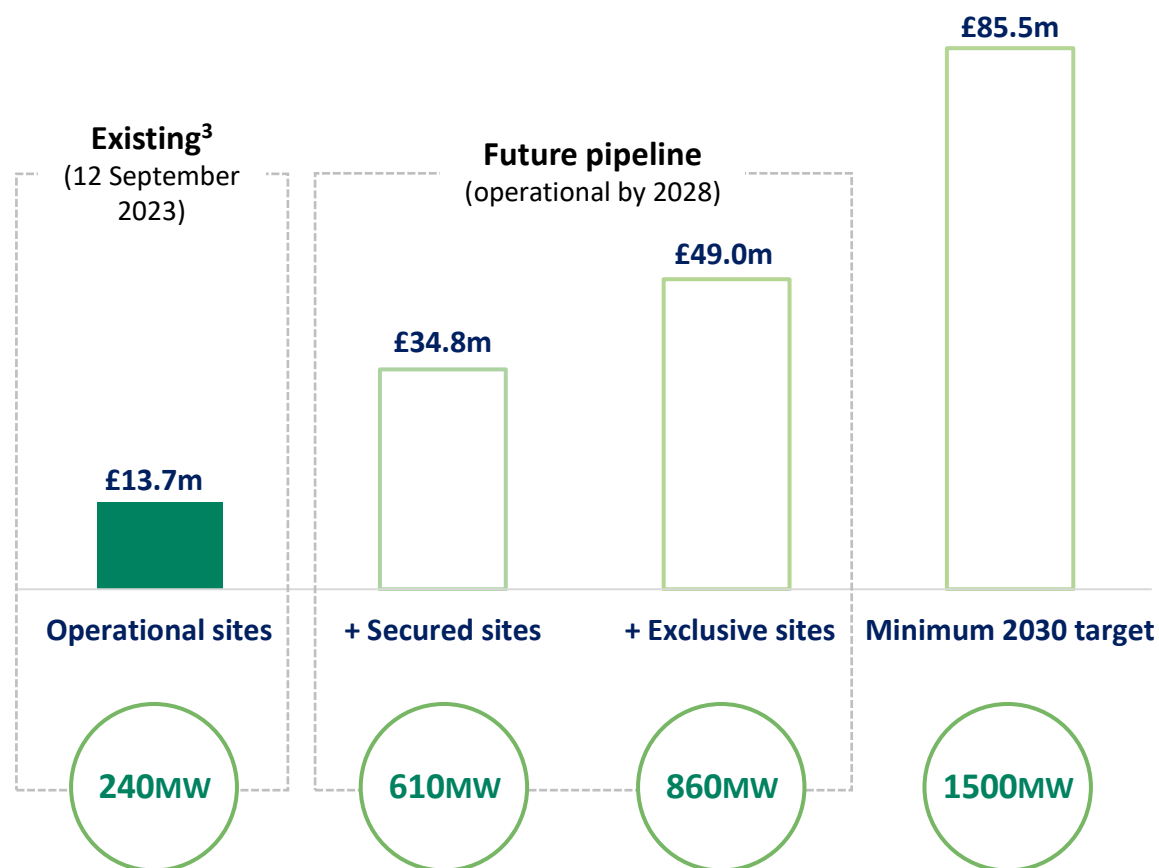 £85.5m
Existing³
(12 September
2023)
Future pipeline
(operational by 2028)
£49.0m
£34.8m
£13.7m
Operational sites
+ Secured sites
+ Exclusive sites
Minimum 2030 target
240MW
610MW
860MW
1500MW